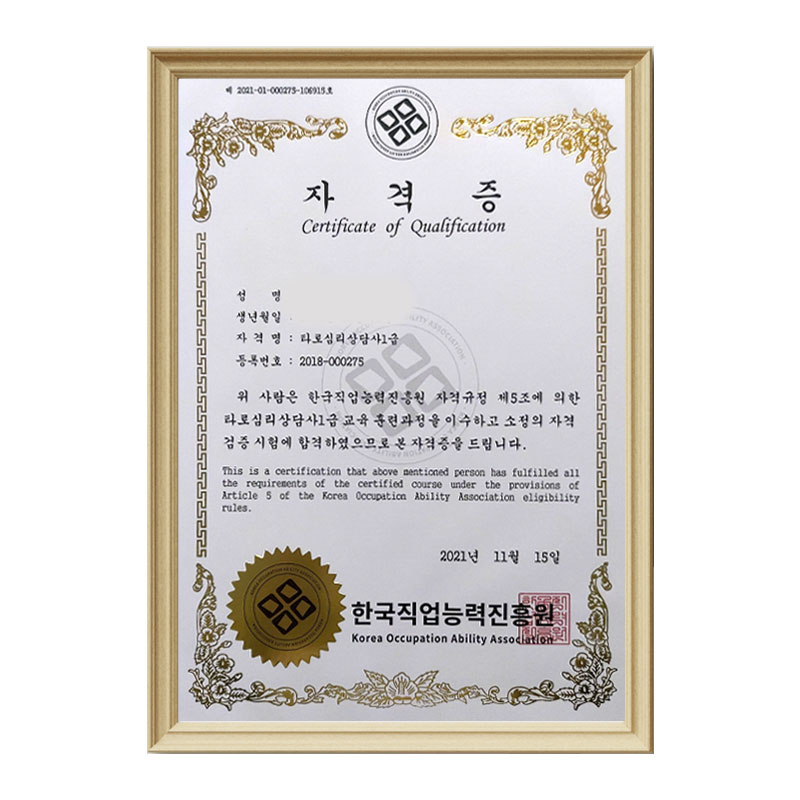 제 2021-01-000275-106915호
자 격 증
Certificate of Qualification
성 명
생년월일 :
자 격 명 : 타로심리상담사1급
등록번호 : 2018-000275
위 사람은 한국직업능력진흥원 자격규정 제5조에 의한
타로심리상담사1급 교육 훈련과정을 이수하고 소정의 자격
검증 시험에 합격하였으므로 본 자격증을 드립니다.
This is a certification that above mentioned person has fulfilled all
the requirements of the certified course under the provisions of
Article 5 of the Korea Occupation Ability Association eligibility
rules.
2021년 11월 15일
한국직업능력진흥원
Korea Occupation Ability Association